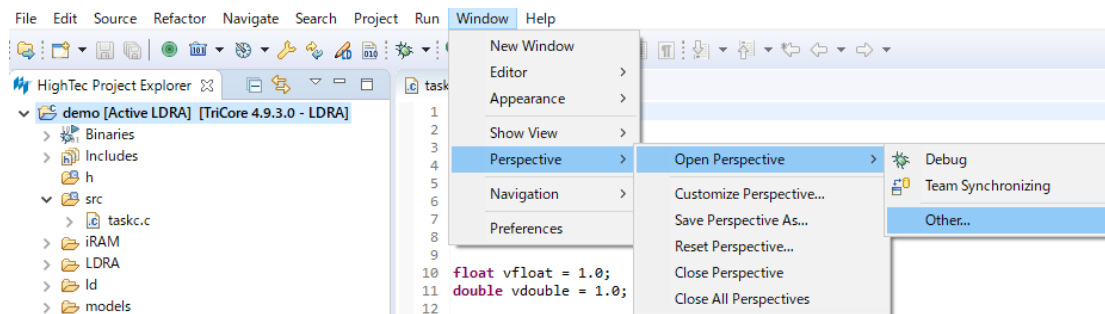 File Edit Source Refactor Navigate Search Project Run Window Help
HighTec Project Explorer
demo [Active LDRA] [TriCore 4.9.3.0 - LDRA]
Binaries
Includes
h
src
taskc.c
iRAM
LDRA
ld
models
task
1
2
3
4
5
6
7
8
9
10 float vfloat = 1.0;
11 double vdouble = 1.0;
12
New Window
Editor
Appearance
Show View
Perspective
Navigation
Preferences
Open Perspective
Customize Perspective...
Save Perspective As...
Reset Perspective...
Close Perspective
Close All Perspectives
Debug
Team Synchronizing
Other...